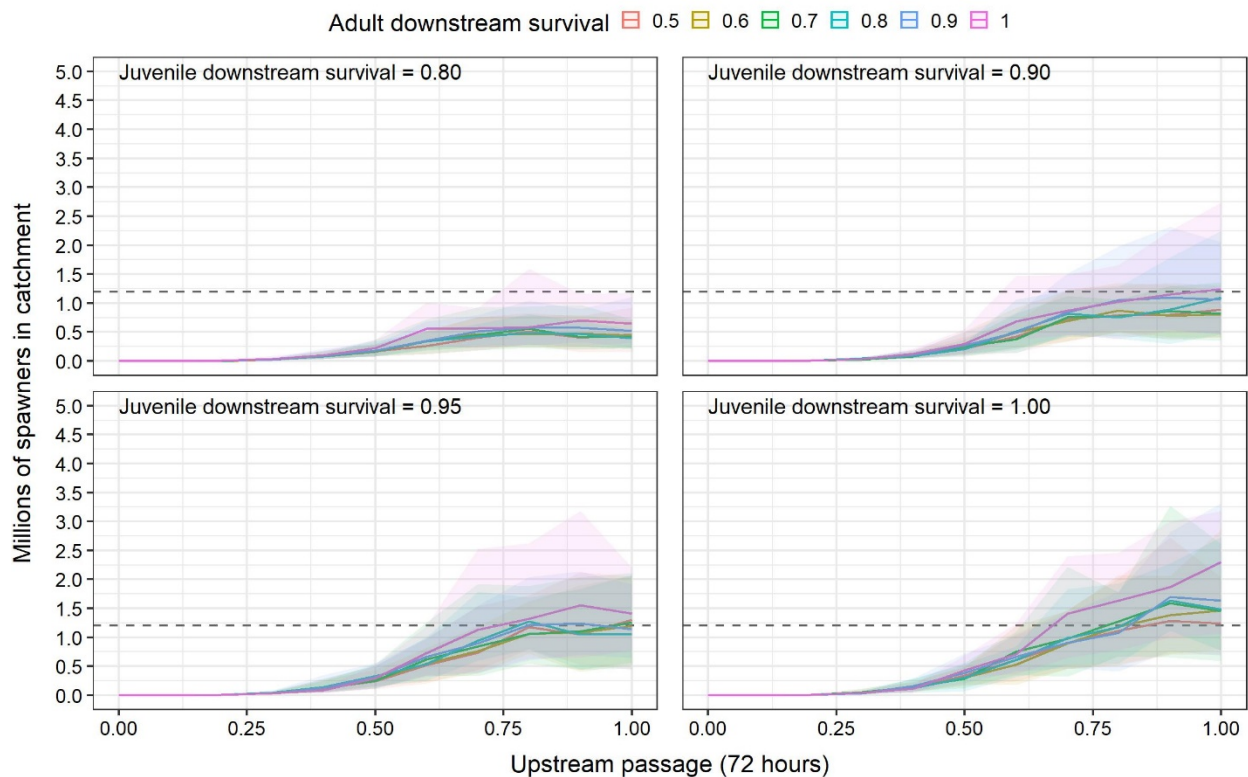 Adult downstream survival 0.5 0.6 0.7 0.8 0.9 1
Millions of spawners in catchment
Juvenile downstream survival = 0.80
5.0
4.5
4.0
3.5
3.0
2.5
2.0
1.5
1.0
0.5
0.0
Juvenile downstream survival = 0.90
Juvenile downstream survival = 0.95
5.0
4.5
4.0
3.5
3.0
2.5
2.0
1.5
1.0
0.5
0.0
Juvenile downstream survival = 1.00
0.00 0.25 0.50 0.75 1.00
0.00 0.25 0.50 0.75 1.00
Upstream passage (72 hours)